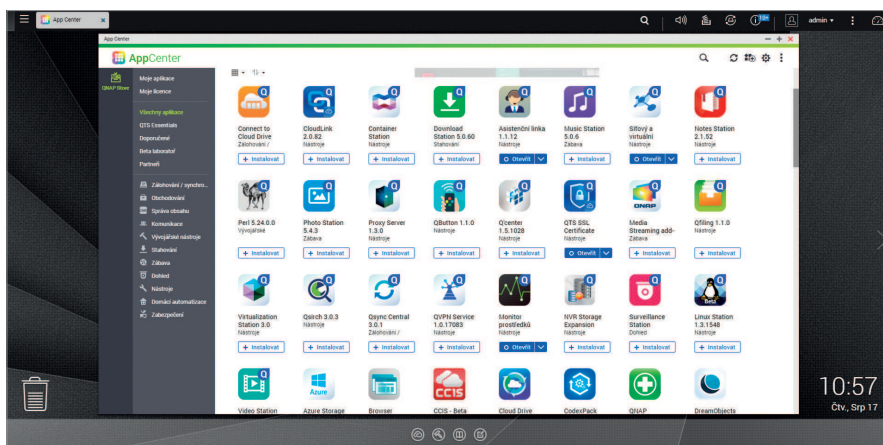 App Center
10+
admin
App Center
AppCenter
QNAP Store
Moje aplikace
Moje licence
Všechny aplikace
QTS Essentials
Doporučené
Beta laboratoř
Partneři
Zálohování / synchro...
Obchodování
Správa obsahu
Komunikace
Vývojářské nástroje
Stahování
Zábava
Dohled
Nástroje
Domácí automatizace
Zabezpečení
Connect to
Cloud Drive
Zálohování /
+ Instalovat
CloudLink
2.0.82
Nástroje
+ Instalovat
Container
Station
Nástroje
+ Instalovat
Download
Station 5.0.60
Stahování
+ Instalovat
Asistenční linka
1.1.12
Nástroje
Otevřít
Music Station
5.0.6
Zábava
+ Instalovat
Síťový a
virtuální
Nástroje
Otevřít
Notes Station
2.1.52
Nástroje
+ Instalovat
Perl 5.24.0.0
Vývojářské
+ Instalovat
Photo Station
5.4.3
Zábava
+ Instalovat
Proxy Server
1.3.0
Nástroje
+ Instalovat
QButton 1.1.0
Nástroje
+ Instalovat
Q'center
1.5.1028
Nástroje
+ Instalovat
QTS SSL
Certificate
Nástroje
Otevřít
QNAP
Media
Streaming add-
Zábava
+ Instalovat
Qfiling 1.1.0
Nástroje
+ Instalovat
Virtualization
Station 3.0
Nástroje
+ Instalovat
Qsirch 3.0.3
Nástroje
+ Instalovat
Qsync Central
3.0.1
Zálohování /
+ Instalovat
QVPN Service
1.0.17083
Nástroje
+ Instalovat
Monitor
prostředků
Nástroje
Otevřít
NVR Storage
Expansion
Nástroje
+ Instalovat
Surveillance
Station
Dohled
+ Instalovat
Beta
Linux Station
1.3.1548
Nástroje
+ Instalovat
Video Station
Azure
Azure Storage
Browser
CCIS
CCIS - Beta
Cloud Drive
CodexPack
QNAP
DreamObjects
10:57
Čtv., Srp 17